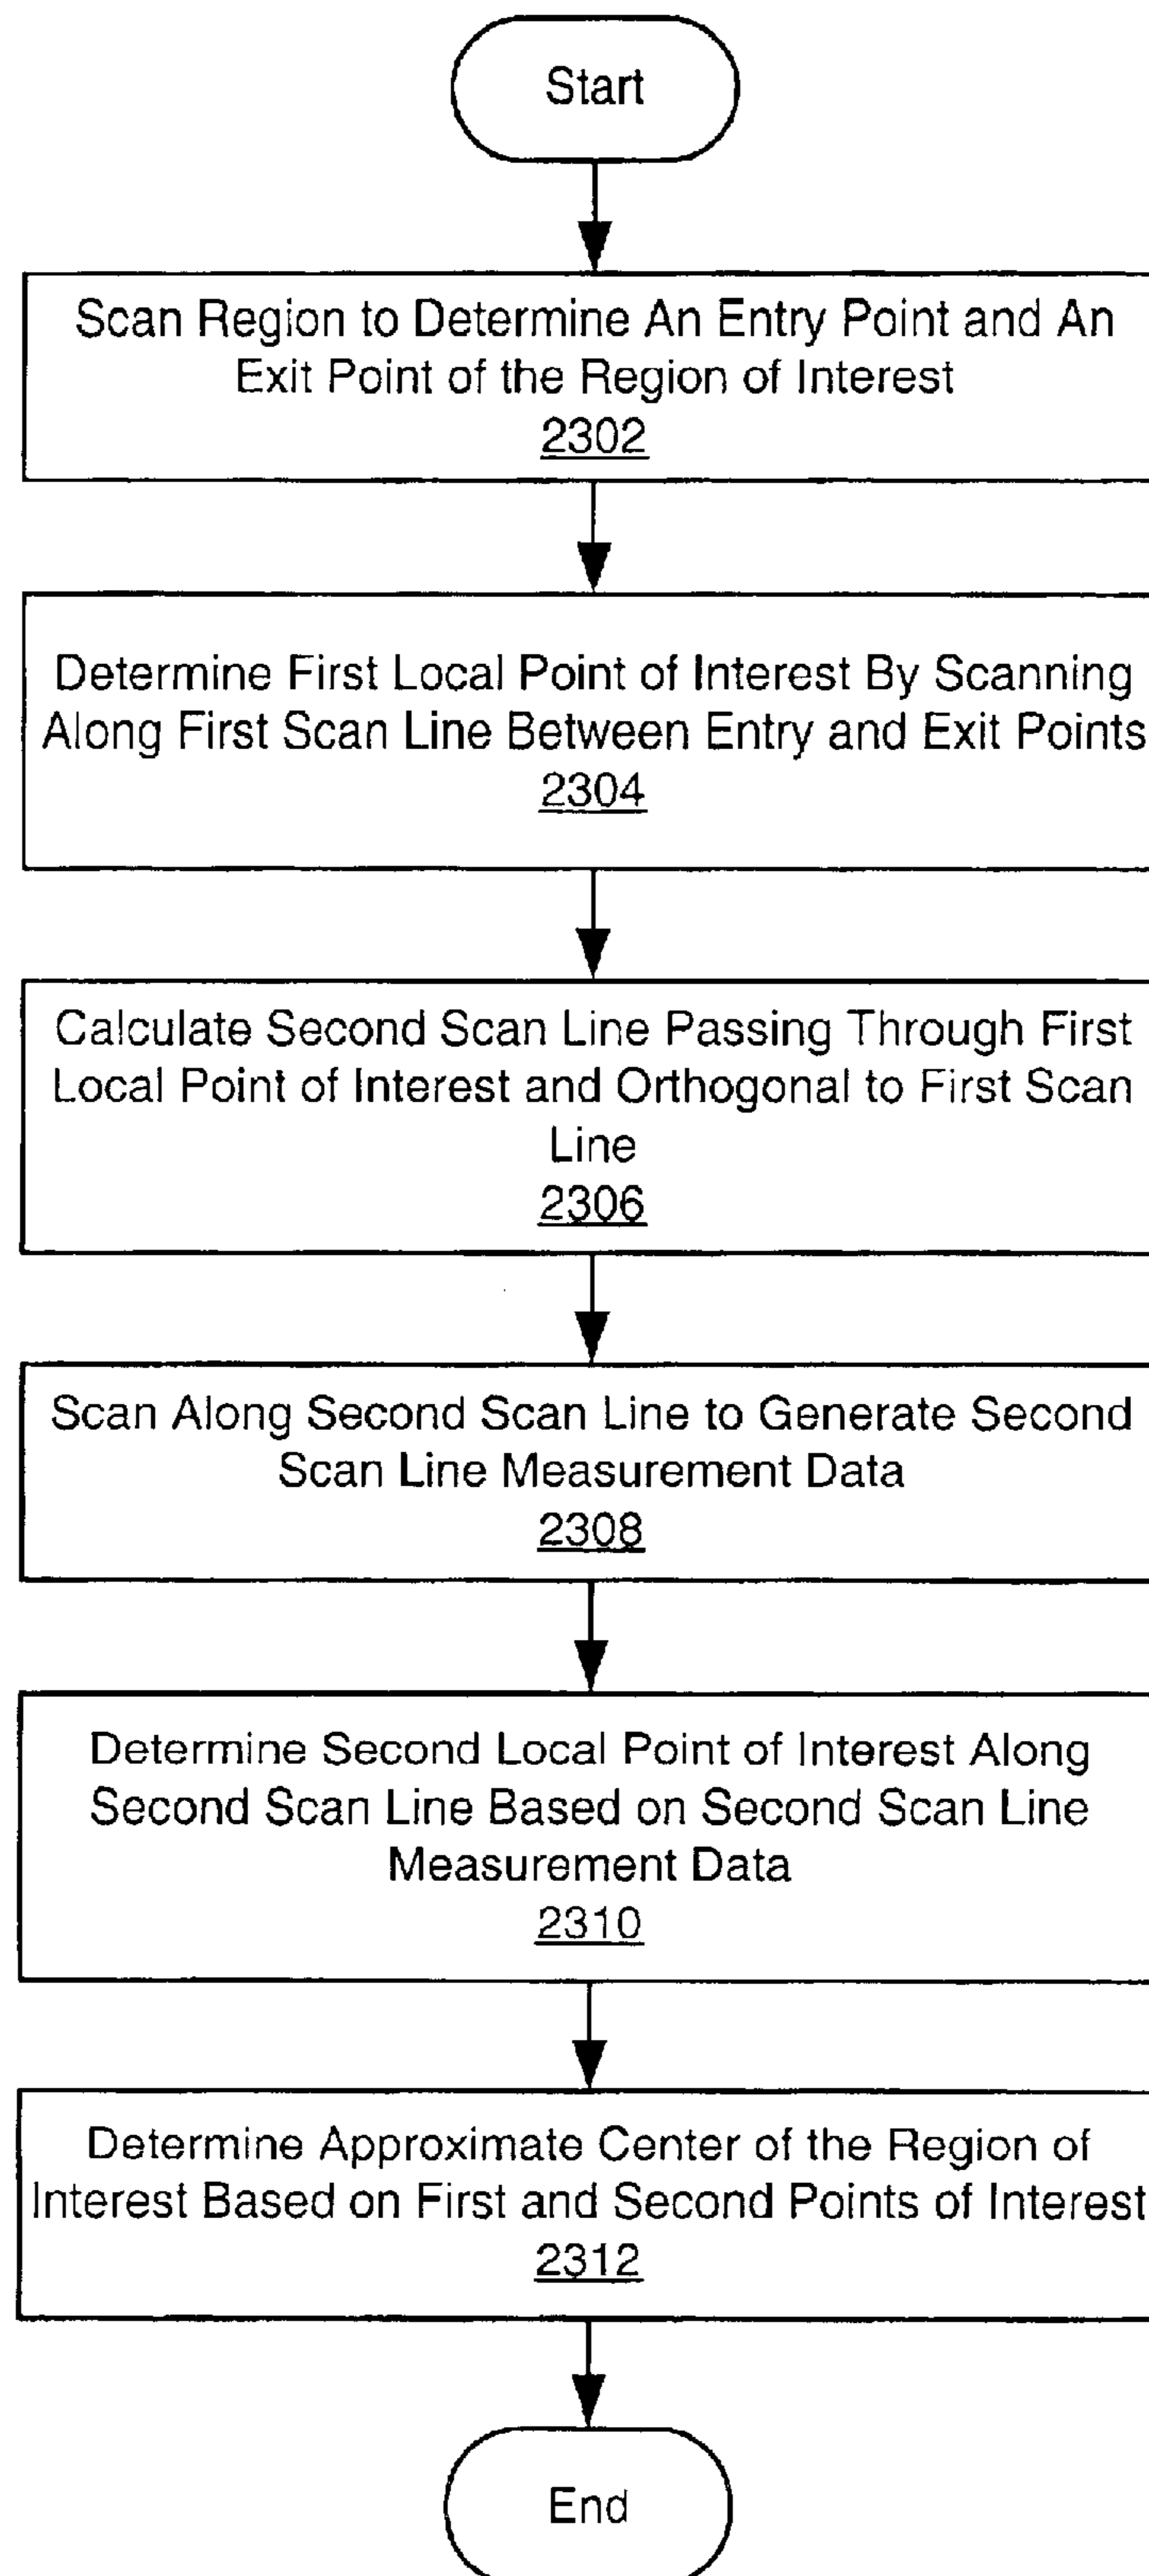 Start
Scan Region to Determine An Entry Point and An
Exit Point of the Region of Interest
2302
Determine First Local Point of Interest By Scanning
Along First Scan Line Between Entry and Exit Points
2304
Calculate Second Scan Line Passing Through First
Local Point of Interest and Orthogonal to First Scan
Line
2306
Scan Along Second Scan Line to Generate Second
Scan Line Measurement Data
2308
Determine Second Local Point of Interest Along
Second Scan Line Based on Second Scan Line
Measurement Data
2310
Determine Approximate Center of the Region of
Interest Based on First and Second Points of Interest
2312
End